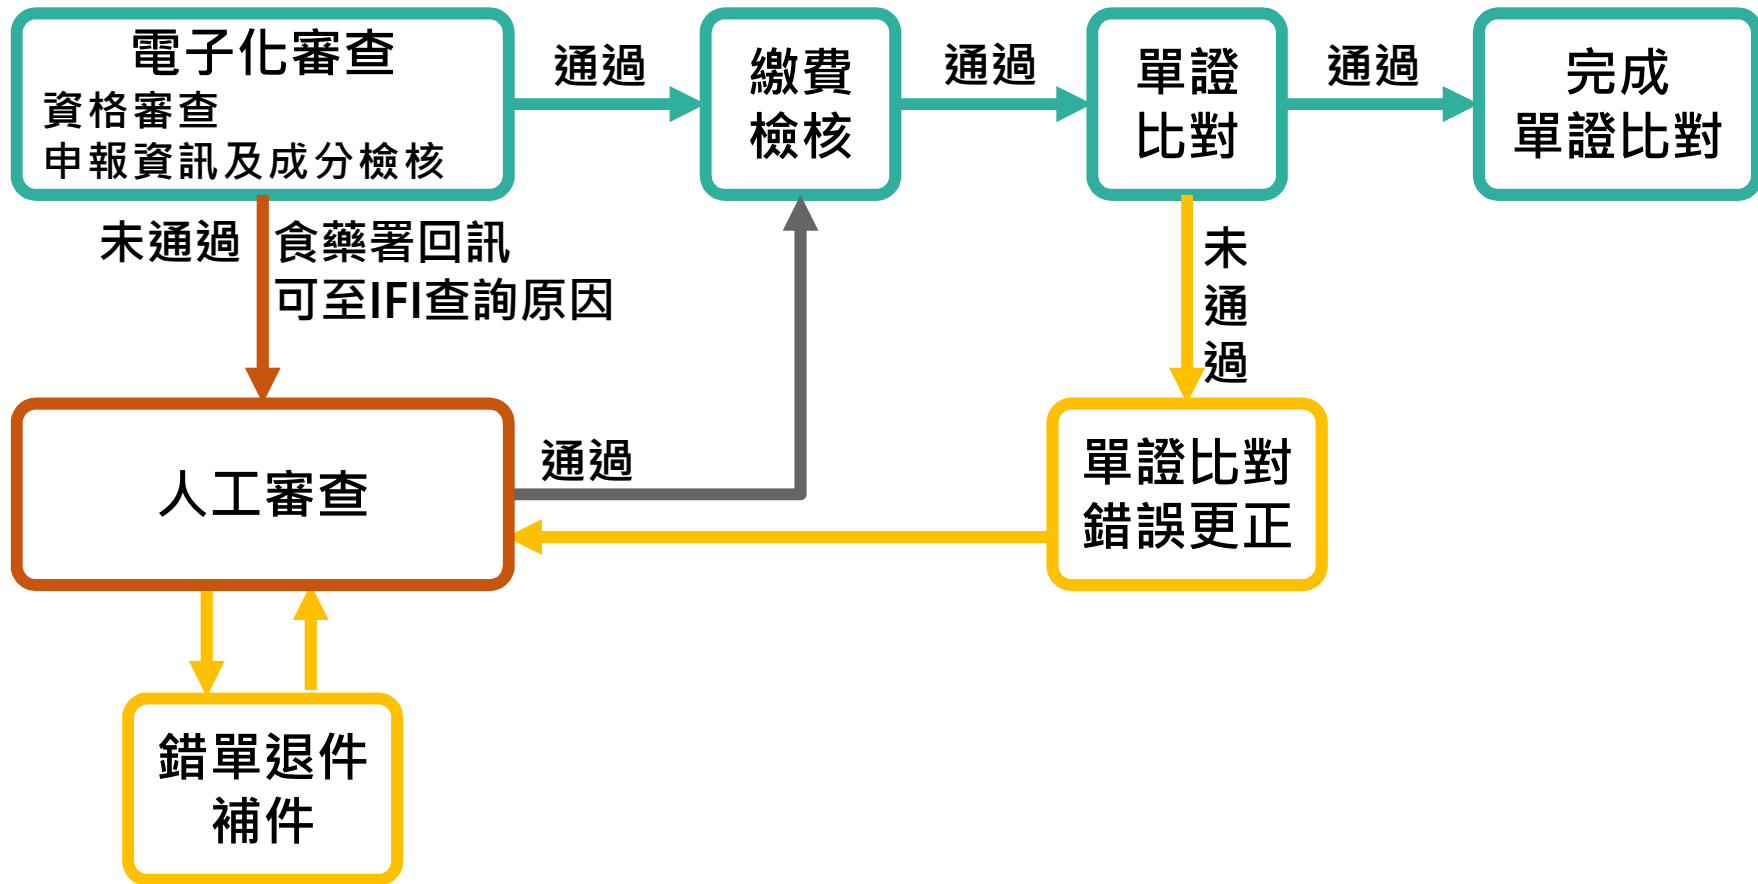 電子化審查
資格審查
申報資訊及成分檢核
通過
繳費
檢核
通過
單證
比對
通過
完成
單證比對
未通過
食藥署回訊
可至IFI查詢原因
未
通
過
人工審查
通過
單證比對
錯誤更正
錯單退件
補件